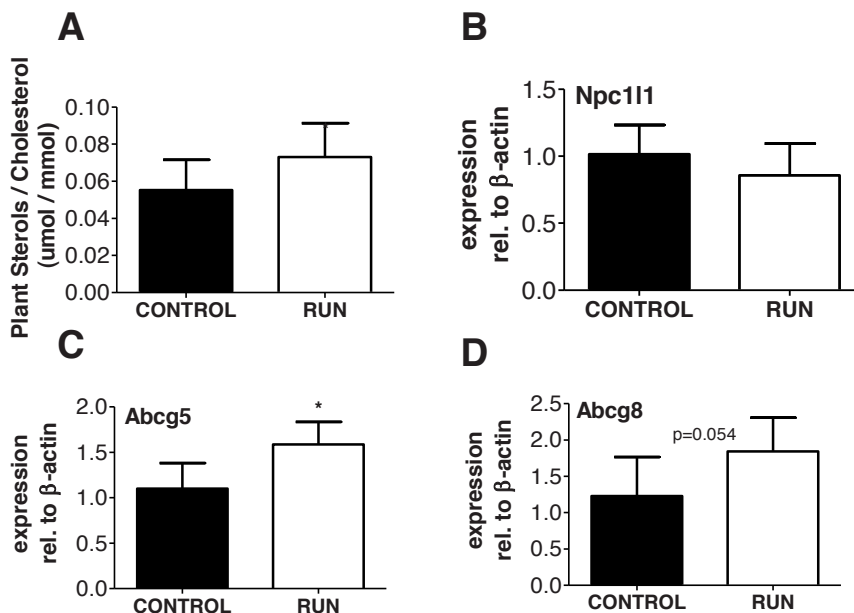 A
Plant Sterols / Cholesterol
(umol / mmol)
0.10
0.08
0.06
0.04
0.02
0.00
*
CONTROL
RUN
B
Npc1l1
expression
rel. to β-actin
1.5
1.0
0.5
0.0
CONTROL
RUN
C
Abcg5
expression
rel. to β-actin
2.0
1.5
1.0
0.5
0.0
*
CONTROL
RUN
D
Abcg8
expression
rel. to β-actin
2.5
2.0
1.5
1.0
0.5
0.0
p=0.054
CONTROL
RUN